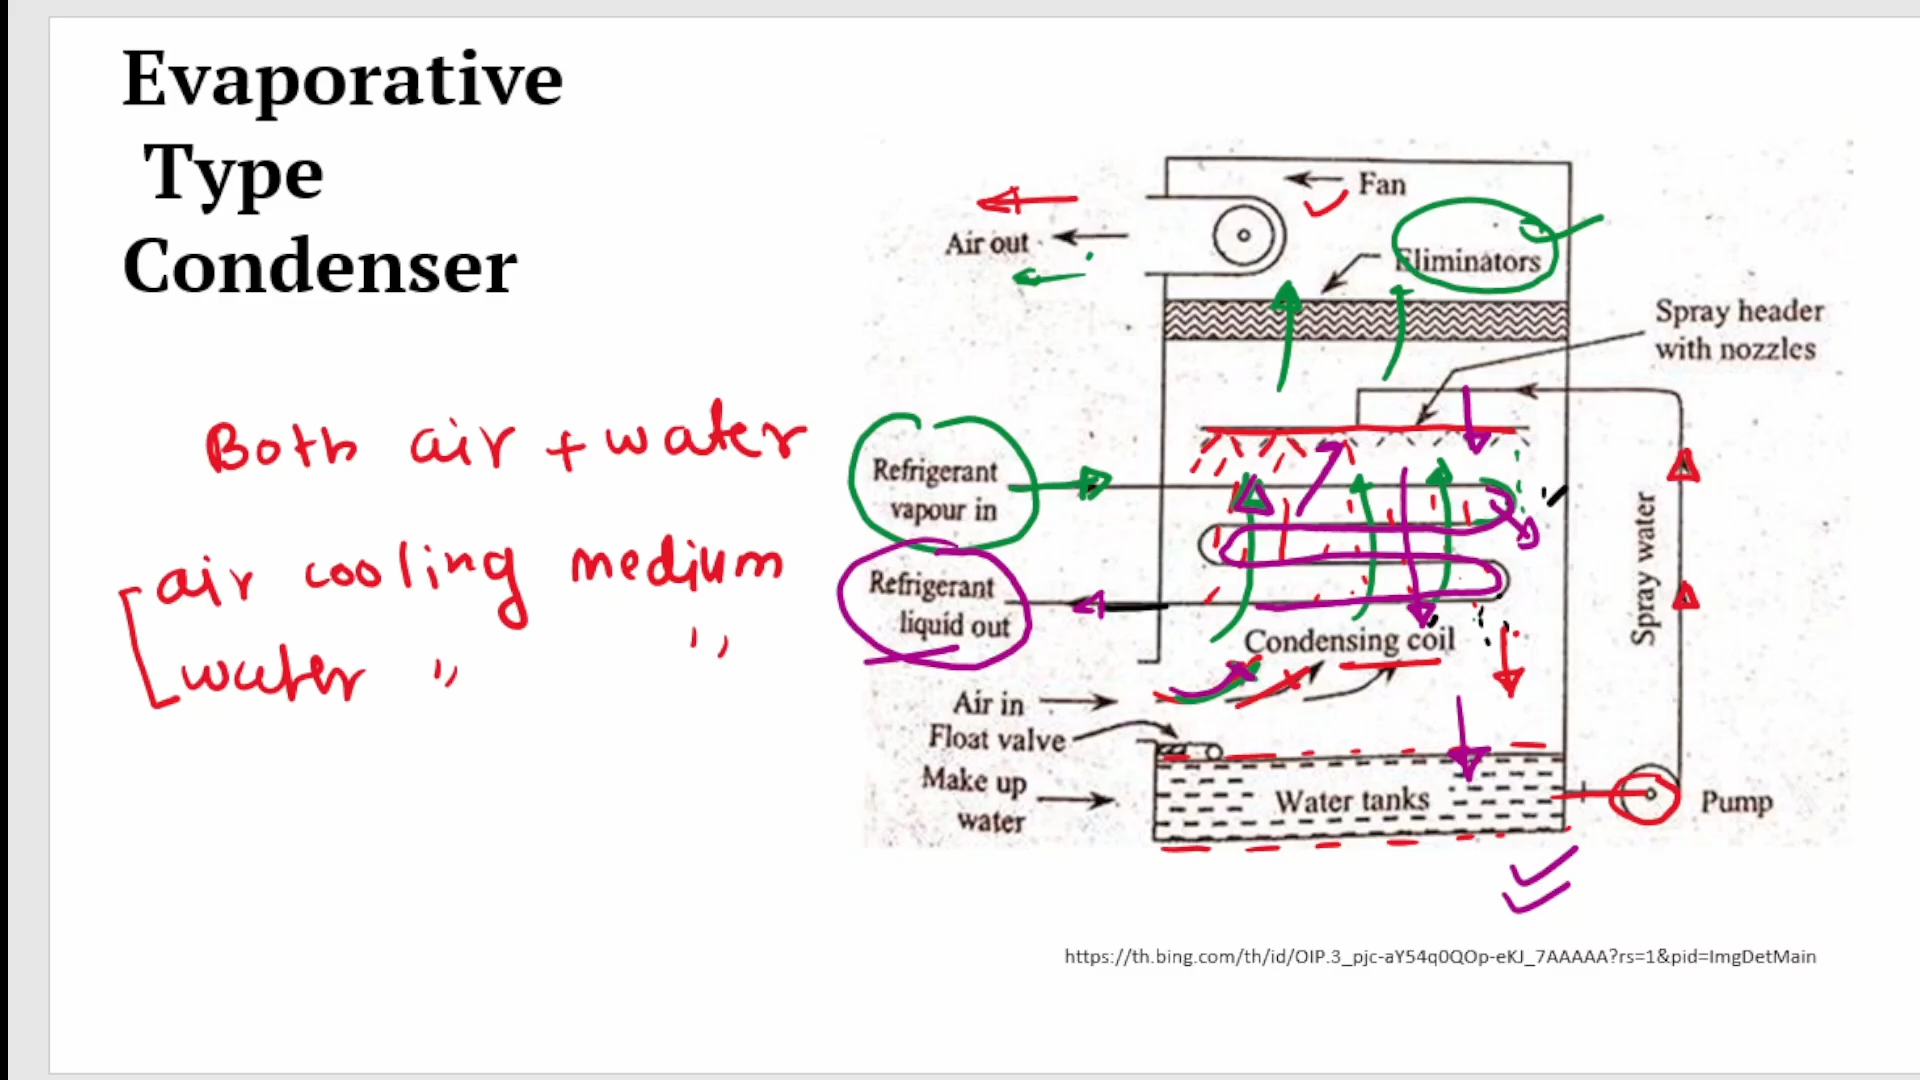 Evaporative
Type
Condenser
Both air + water
air cooling medium
water " "
Fan
Air out
Eliminators
Spray header
with nozzles
Refrigerant
vapour in
Refrigerant
liquid out
Spray water
Condensing coil
Air in
Float valve
Make up
water
Water tanks
Pump
https://th.bing.com/th/id/OIP.3_pjc-aY54q0QOp-eKJ_7AAAAA?rs=1&pid=ImgDetMain